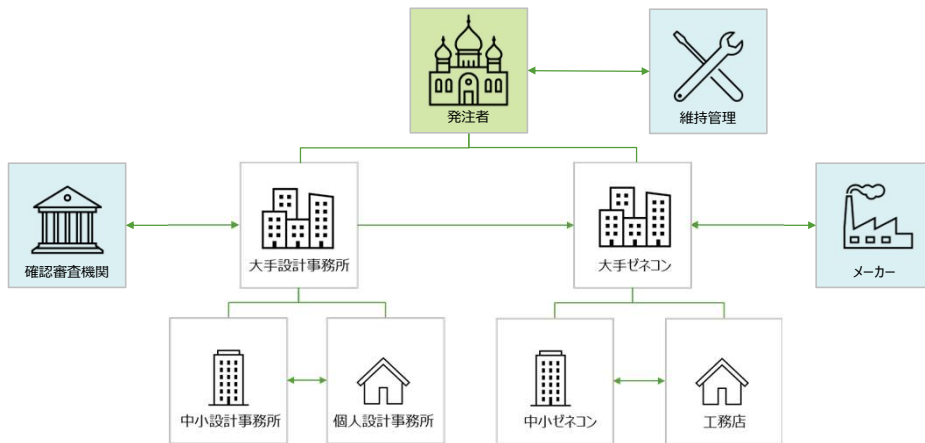 発注者
維持管理
確認審査機関
大手設計事務所
大手ゼネコン
メーカー
中小設計事務所
個人設計事務所
中小ゼネコン
工務店